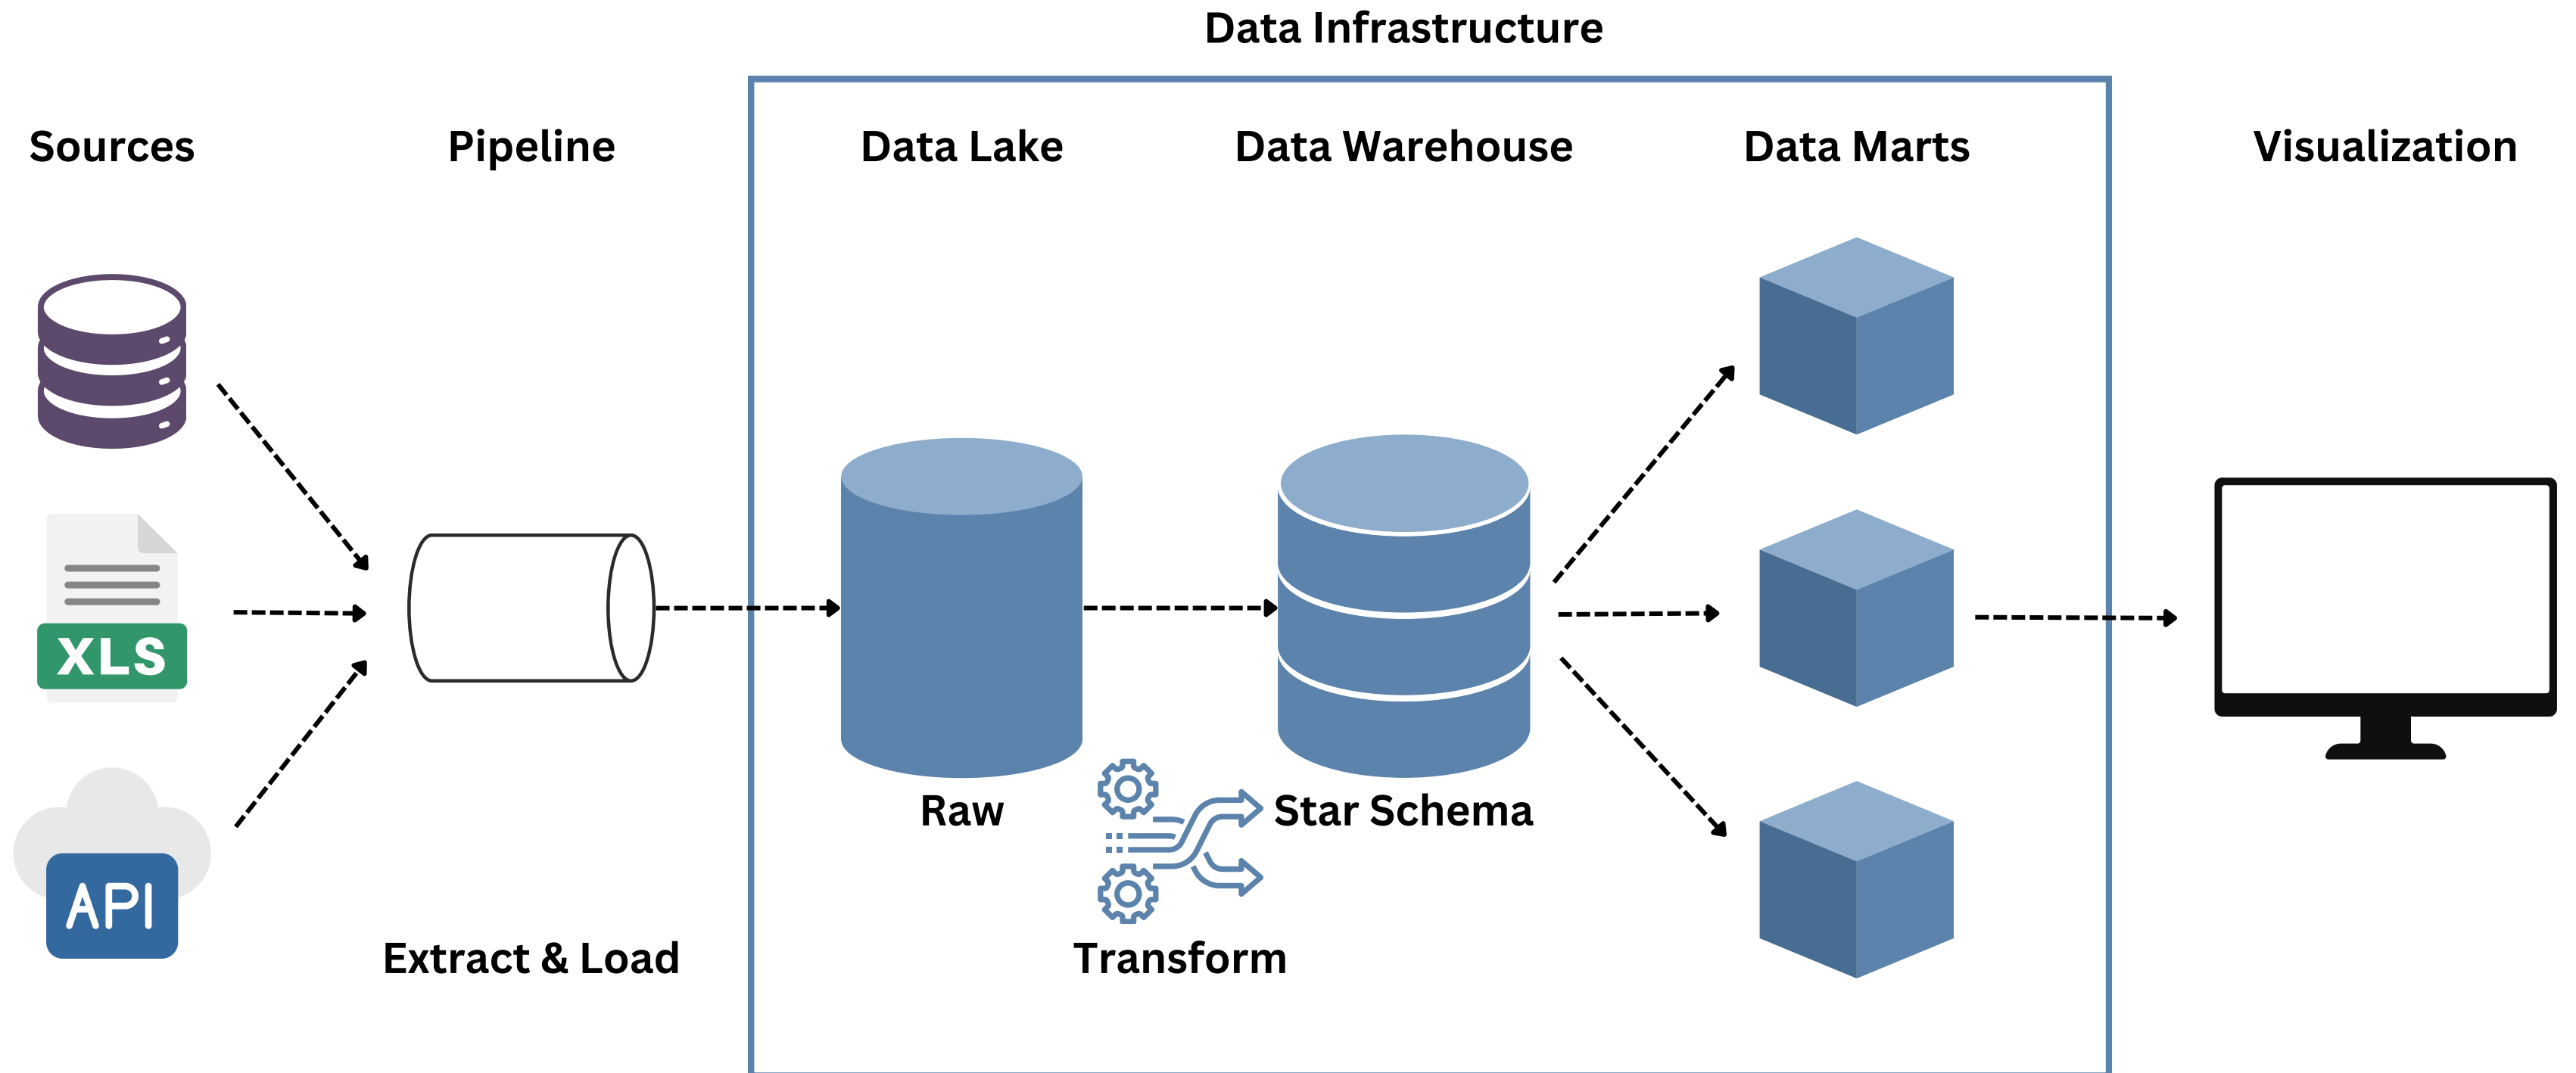 Data Infrastructure
Sources
Pipeline
Data Lake
Data Warehouse
Data Marts
Visualization
XLS
API
Raw
Star Schema
Extract & Load
Transform